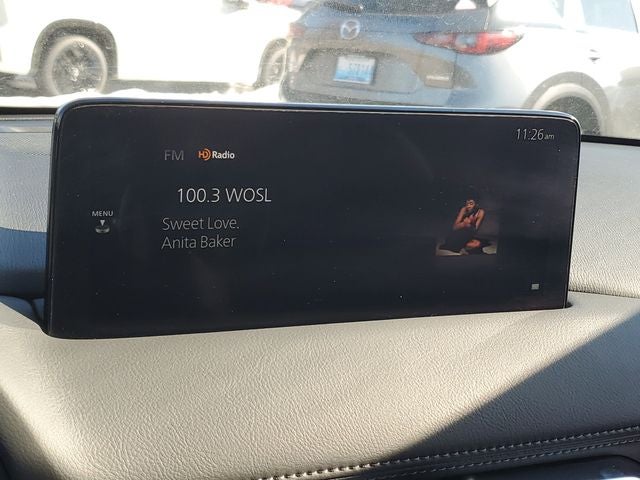 11:26am
FM HD Radio
100.3 WOSL
MENU
Sweet Love.
Anita Baker